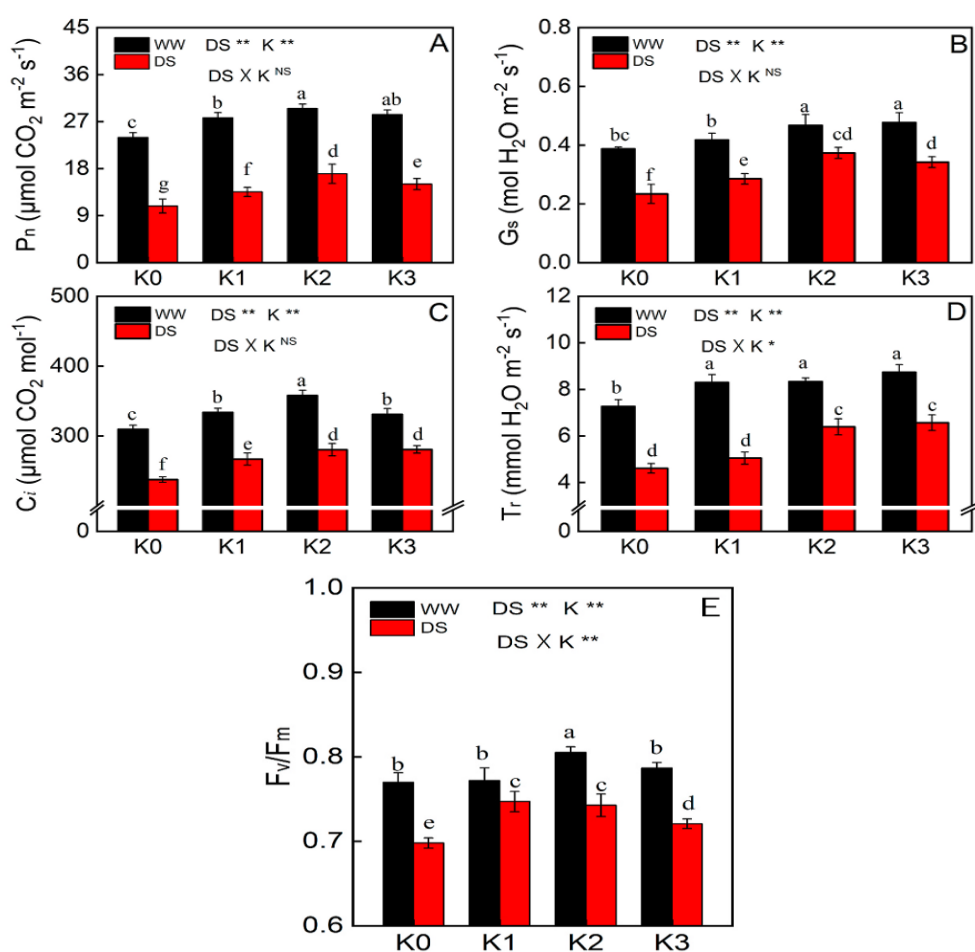 A
WW DS ** K **
DS
DS X K NS
Pn (μmol CO2 m-2 s-1)
45
36
27
18
9
0
c
g
b
f
a
d
ab
e
K0 K1 K2 K3
B
WW DS ** K **
DS
DS X K NS
Gs (mol H2O m-2 s-1)
0.8
0.6
0.4
0.2
0.0
bc
f
b
e
a
cd
a
d
K0 K1 K2 K3
C
WW DS ** K **
DS
DS X K NS
Ci (μmol CO2 mol-1)
500
400
300
0
c
f
b
e
a
d
b
d
K0 K1 K2 K3
D
WW DS ** K **
DS
DS X K *
Tr (mmol H2O m-2 s-1)
12
10
8
6
4
0
b
d
a
d
a
c
a
c
K0 K1 K2 K3
E
WW DS ** K **
DS
DS X K **
Fv/Fm
1.0
0.9
0.8
0.7
0.6
b
e
b
c
a
c
b
d
K0 K1 K2 K3